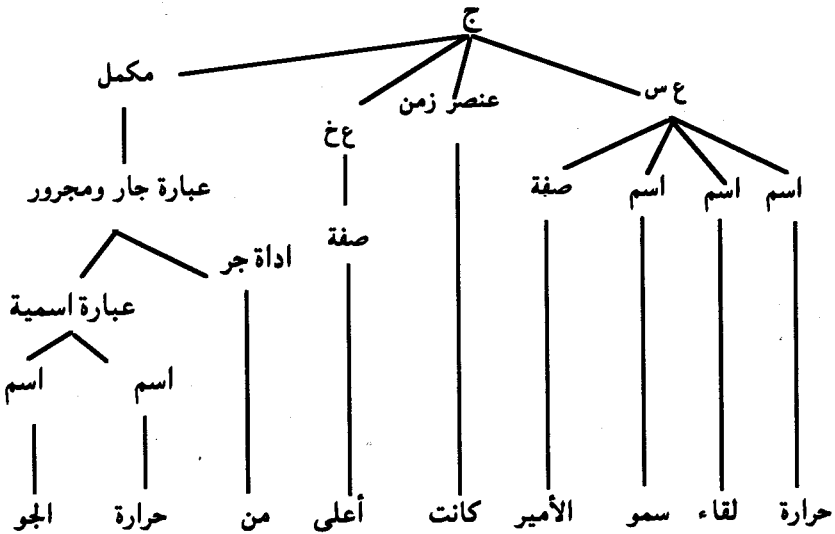 ج
ع س
عنصر زمن
مكمل
ع خ
اسم اسم اسم صفة
عبارة جار ومجرور
صفة
اداة جر
عبارة اسمية
اسم اسم
حرارة لقاء سمو الأمير كانت أعلى من حرارة الجو